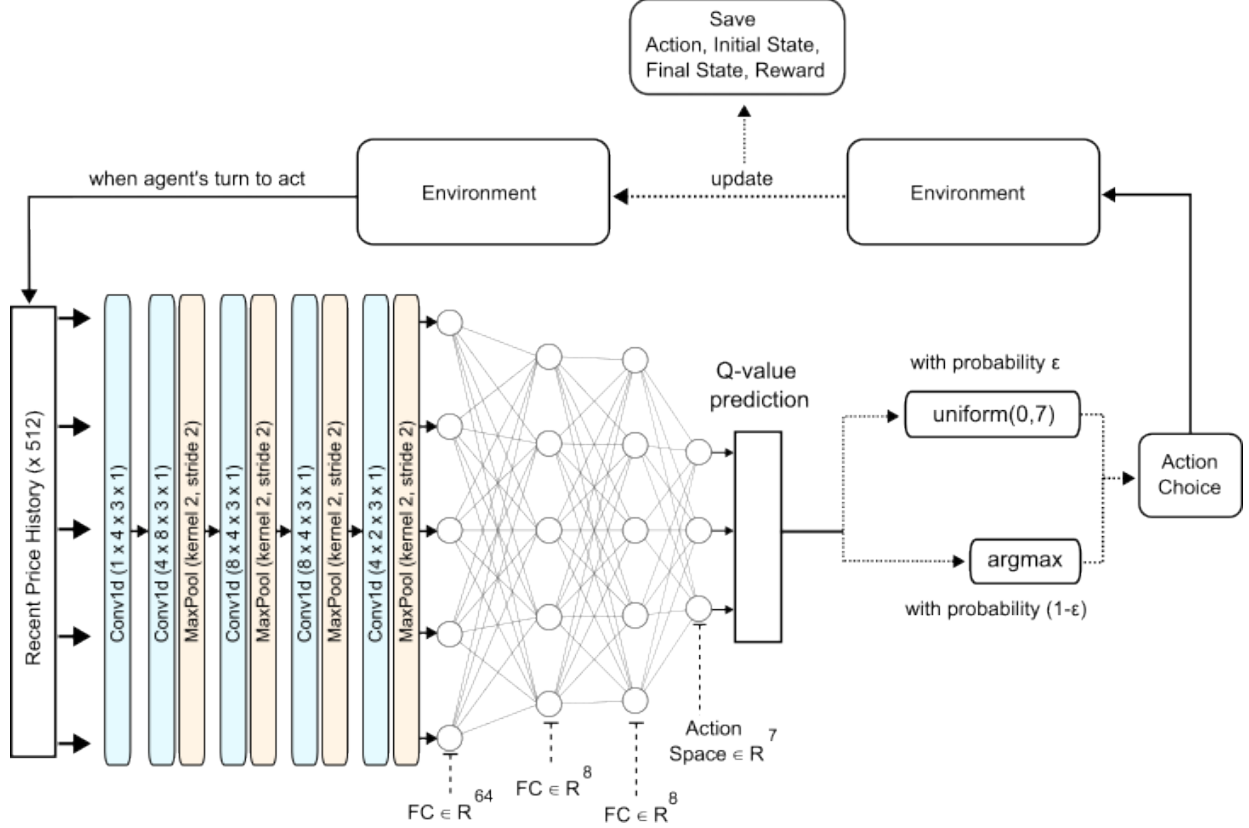 Save
Action, Initial State,
Final State, Reward
when agent's turn to act
Environment
update
Environment
Recent Price History (x 512)
Conv1d (1 x 4 x 3 x 1)
Conv1d (4 x 8 x 3 x 1)
MaxPool (kernel 2, stride 2)
Conv1d (8 x 4 x 3 x 1)
MaxPool (kernel 2, stride 2)
Conv1d (8 x 4 x 3 x 1)
MaxPool (kernel 2, stride 2)
Conv1d (4 x 2 x 3 x 1)
MaxPool (kernel 2, stride 2)
Q-value
prediction
with probability ε
uniform(0,7)
argmax
with probability (1-ε)
Action
Choice
Action
Space ∈ R^7
FC ∈ R^64
FC ∈ R^8
FC ∈ R^8